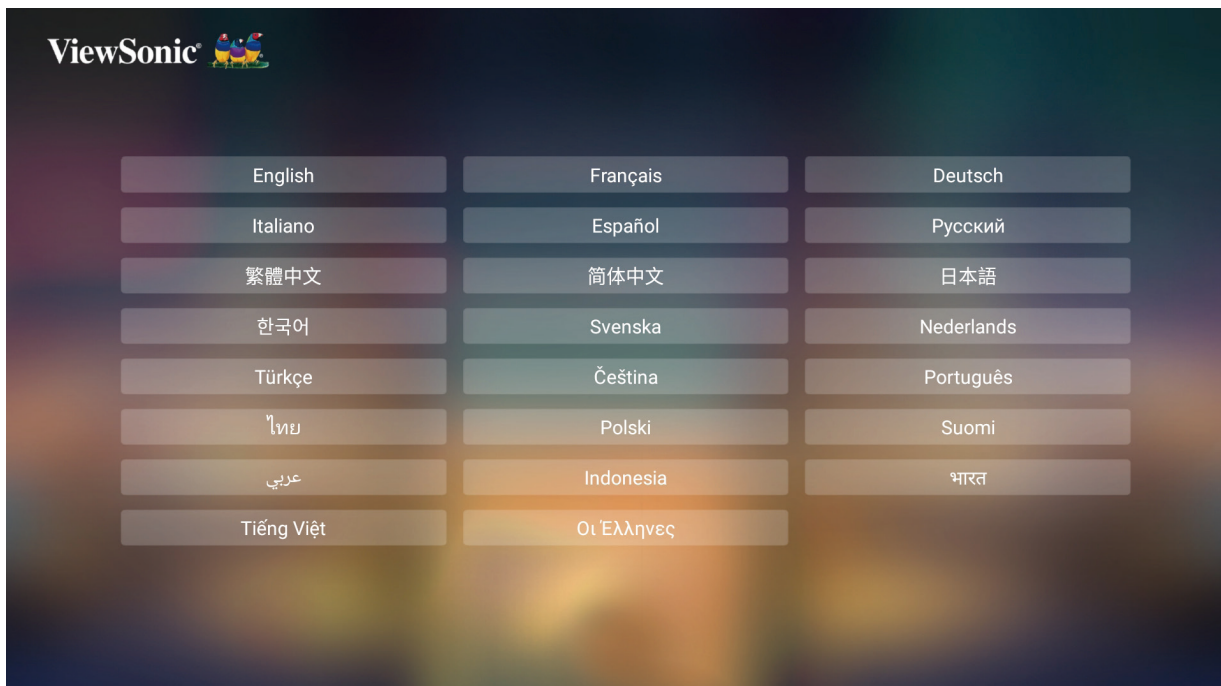 ViewSonic®
English Français Deutsch
Italiano Español Русский
繁體中文 简体中文 日本語
한국어 Svenska Nederlands
Türkçe Čeština Português
ไทย Polski Suomi
عربي Indonesia भारत
Tiếng Việt Οι Έλληνες